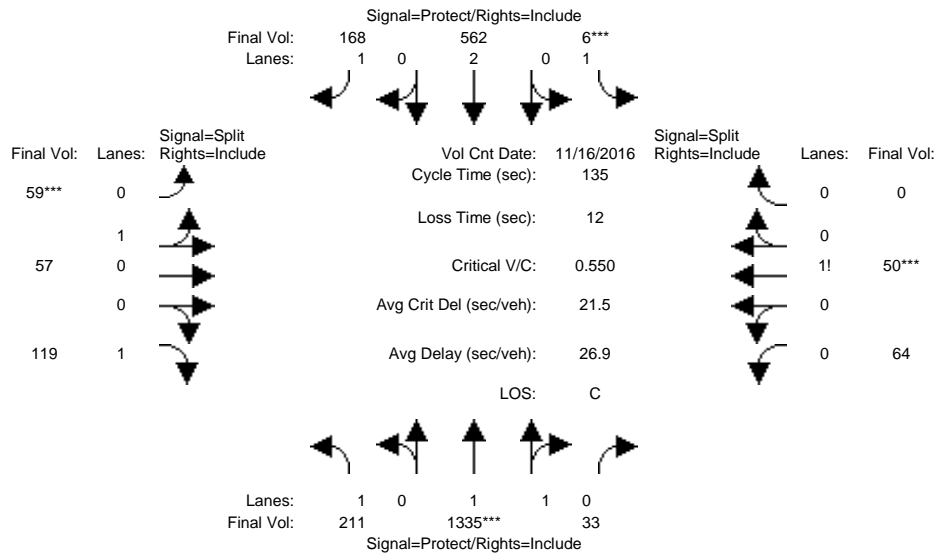 Signal=Protect/Rights=Include
Final Vol: 168 562 6***
Lanes: 1 0 2 0 1
Signal=Split
Final Vol: Lanes: Rights=Include
Vol Cnt Date: 11/16/2016
Signal=Split
Rights=Include Lanes: Final Vol:
Cycle Time (sec): 135
59*** 0
0 0
Loss Time (sec): 12
1
0
57 0
Critical V/C: 0.550
1! 50***
0
Avg Crit Del (sec/veh): 21.5
0
119 1
Avg Delay (sec/veh): 26.9
0 64
LOS: C
Lanes: 1 0 1 1 0
Final Vol: 211 1335*** 33
Signal=Protect/Rights=Include